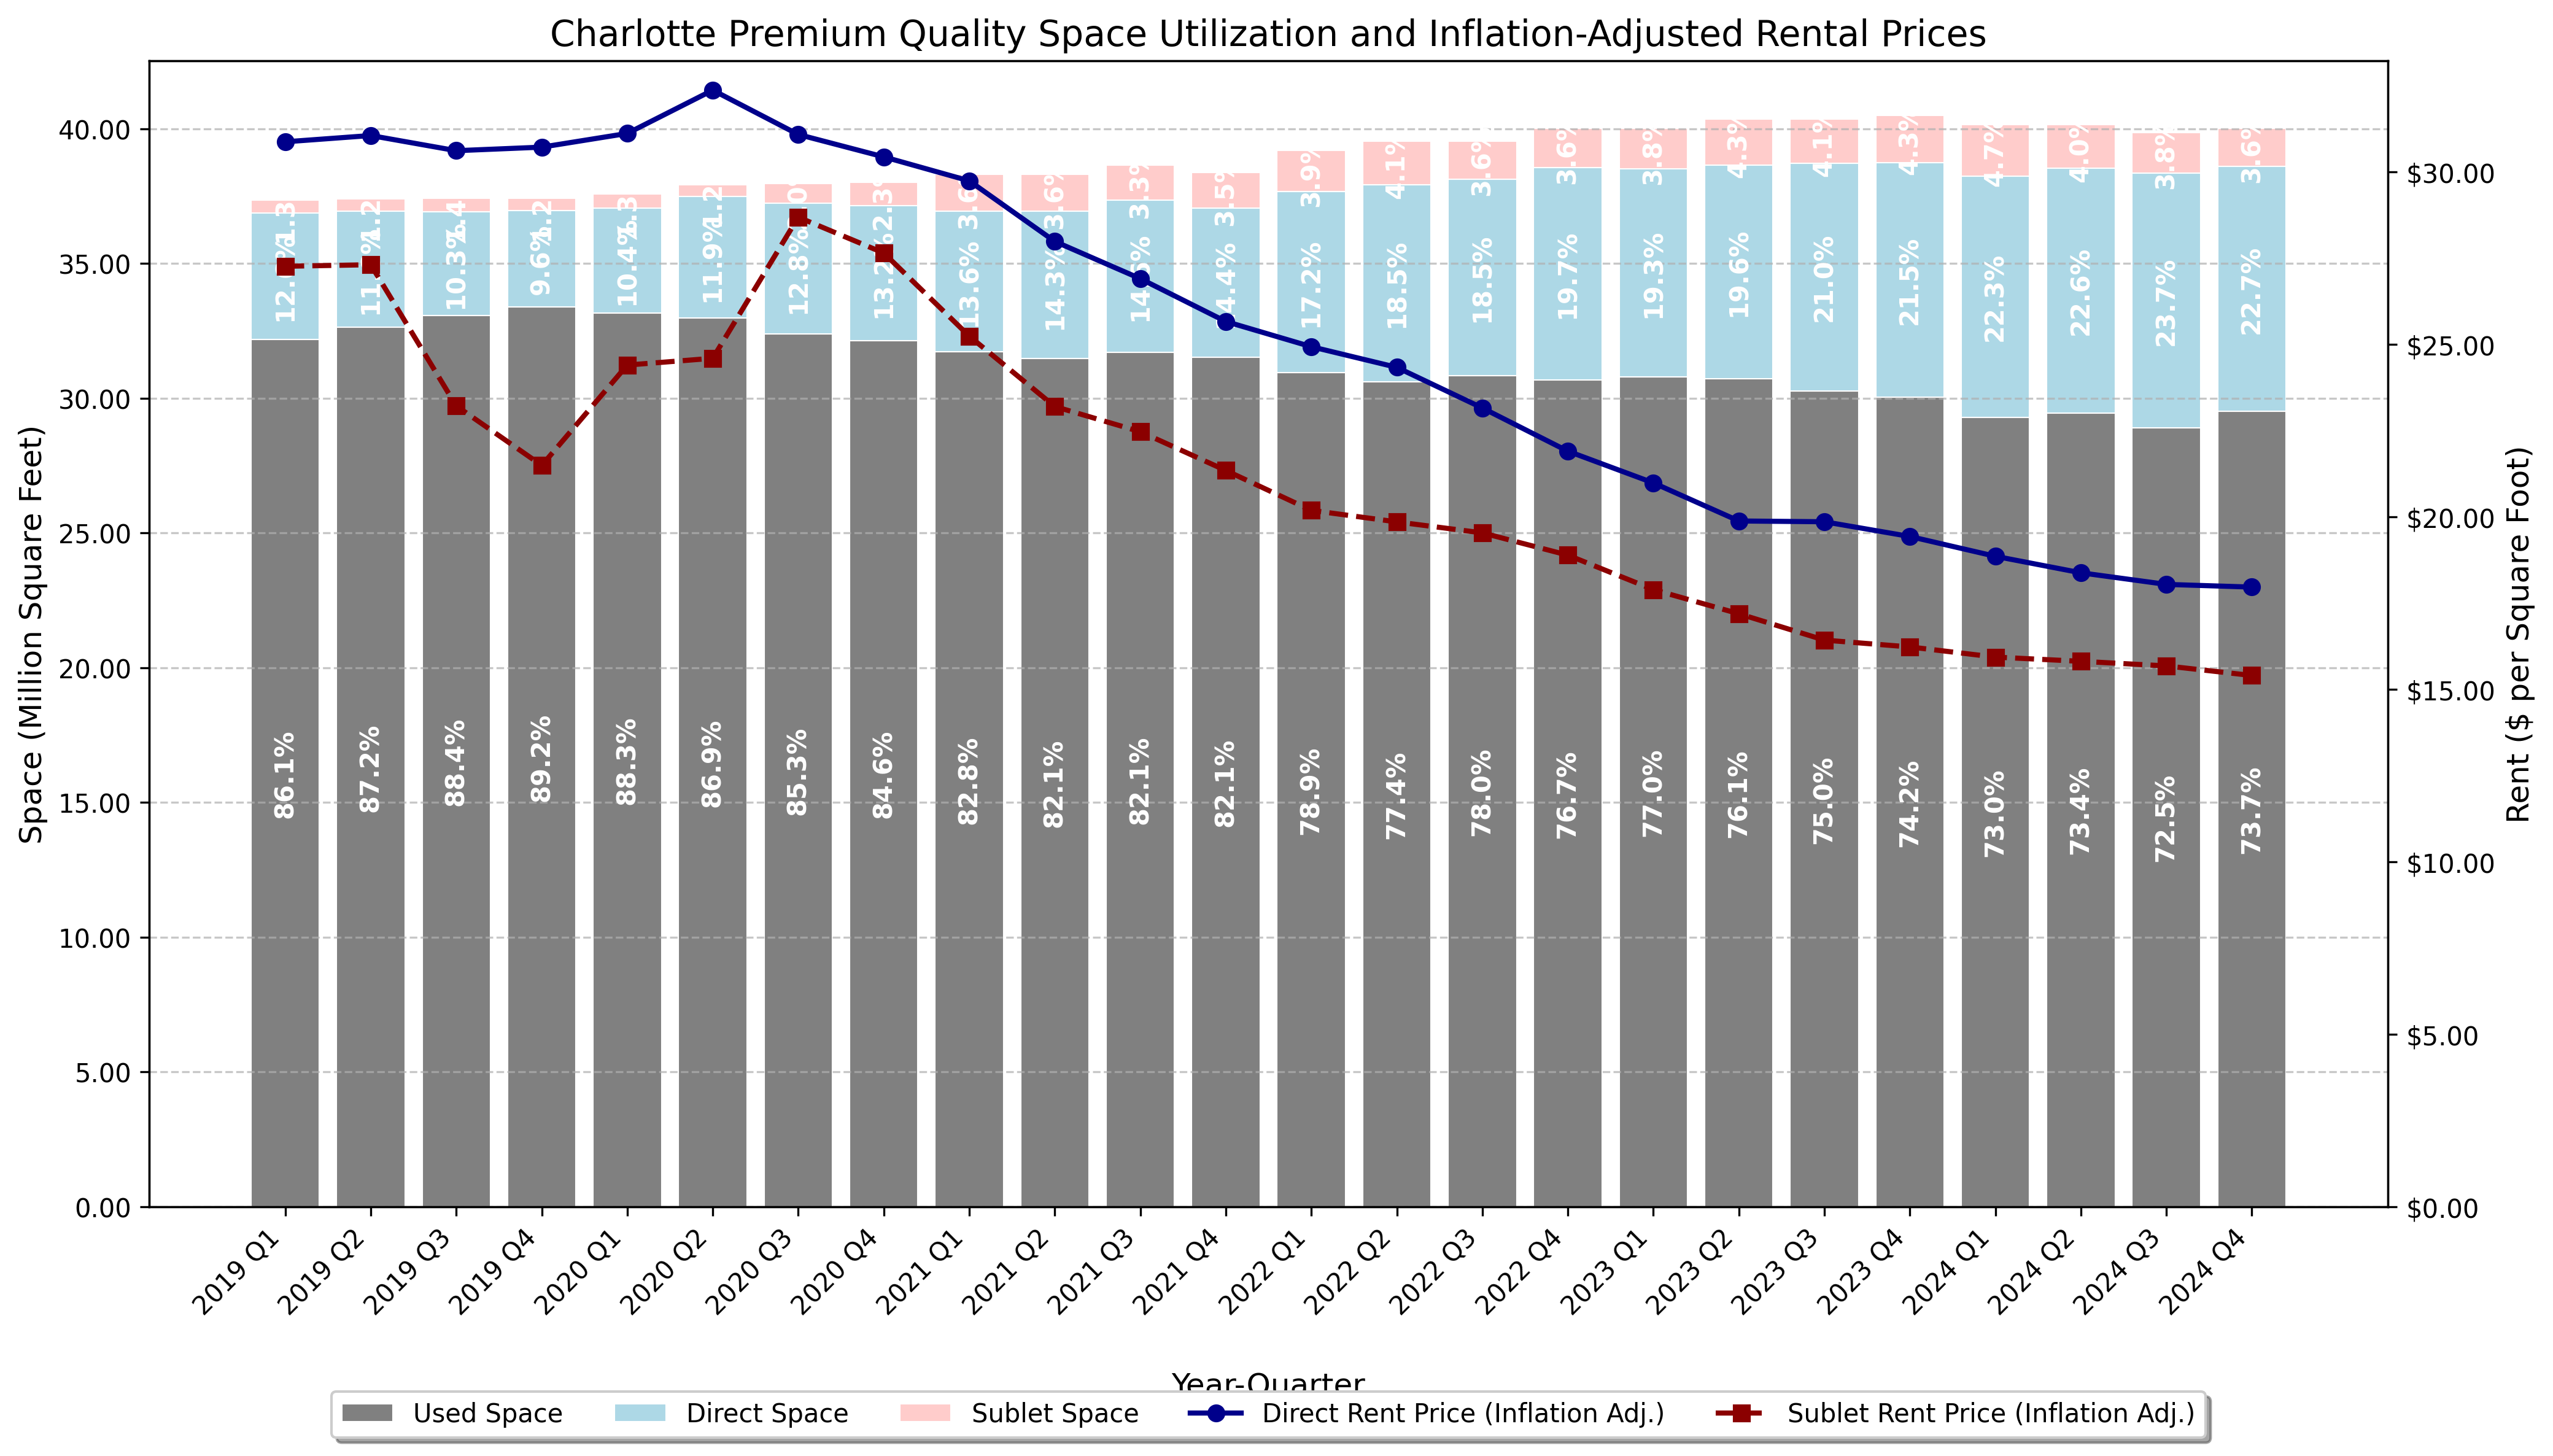 Charlotte Premium Quality Space Utilization and Inflation-Adjusted Rental Prices
Space (Million Square Feet)
40.00
35.00
30.00
25.00
20.00
15.00
10.00
5.00
0.00
Rent ($ per Square Foot)
$30.00
$25.00
$20.00
$15.00
$10.00
$5.00
$0.00
3.6%
3.3%
3.5%
3.9%
4.1%
3.6%
3.6%
3.8%
4.3%
4.1%
4.3%
4.7%
4.0%
3.8%
3.6%
10.3%
9.6%
10.4%
11.9%
12.8%
13.6%
14.3%
14.4%
17.2%
18.5%
18.5%
19.7%
19.3%
19.6%
21.0%
21.5%
22.3%
22.6%
23.7%
22.7%
86.1%
87.2%
88.4%
89.2%
88.3%
86.9%
85.3%
84.6%
82.8%
82.1%
82.1%
82.1%
78.9%
77.4%
78.0%
76.7%
77.0%
76.1%
75.0%
74.2%
73.0%
73.4%
72.5%
73.7%
2019 Q1
2019 Q2
2019 Q3
2019 Q4
2020 Q1
2020 Q2
2020 Q3
2020 Q4
2021 Q1
2021 Q2
2021 Q3
2021 Q4
2022 Q1
2022 Q2
2022 Q3
2022 Q4
2023 Q1
2023 Q2
2023 Q3
2023 Q4
2024 Q1
2024 Q2
2024 Q3
2024 Q4
Year-Quarter
Used Space
Direct Space
Sublet Space
Direct Rent Price (Inflation Adj.)
Sublet Rent Price (Inflation Adj.)